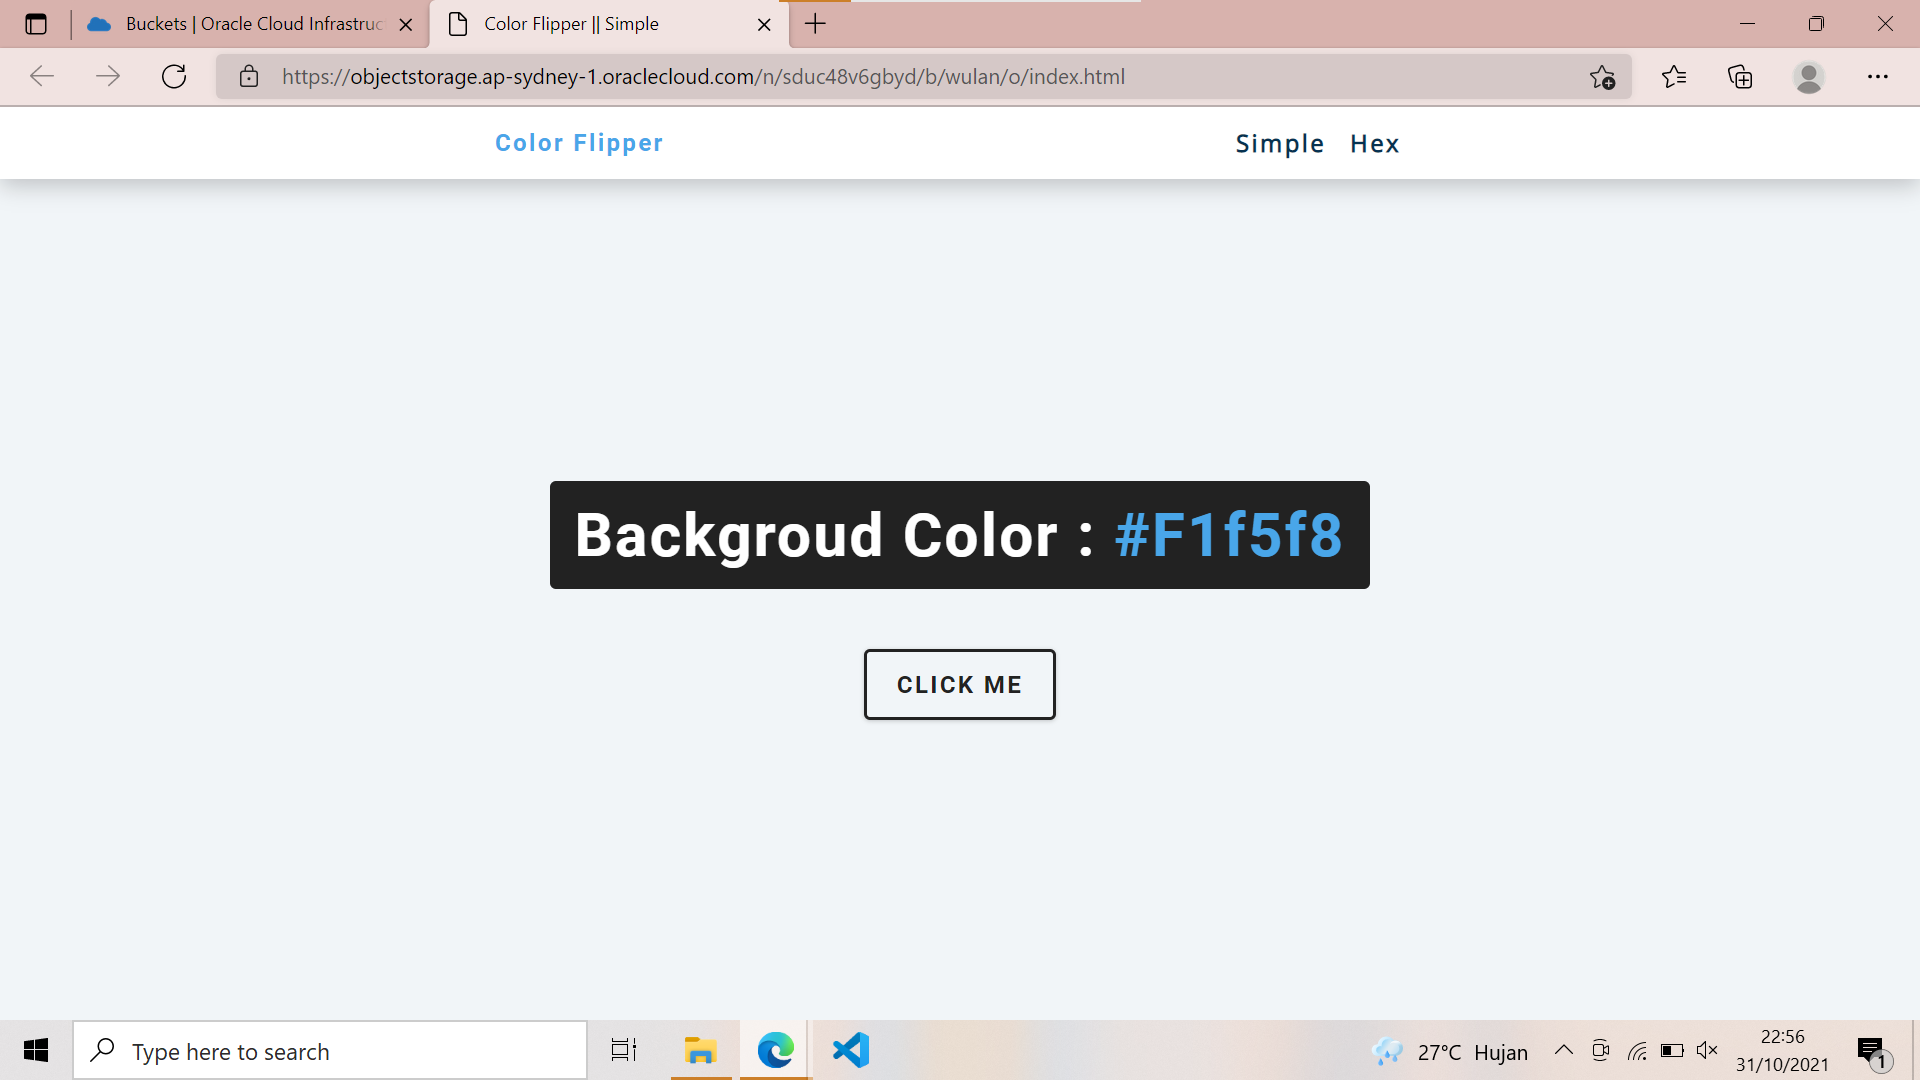 Buckets | Oracle Cloud Infrastruc
Color Flipper || Simple
https://objectstorage.ap-sydney-1.oraclecloud.com/n/sduc48v6gbyd/b/wulan/o/index.html
Color Flipper
Simple Hex
Backgroud Color : #F1f5f8
CLICK ME
Type here to search
27°C Hujan
22:56
31/10/2021
1